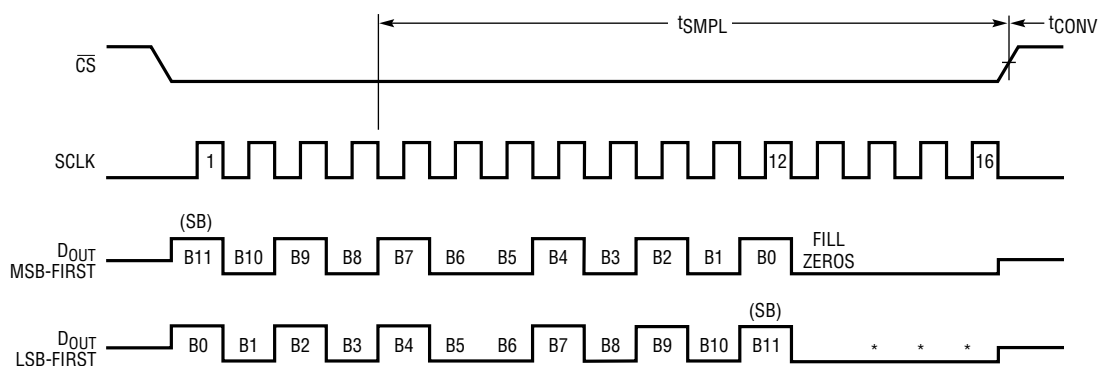 tSMPL tCONV
CS
SCLK 1 12 16
(SB)
DOUT
MSB-FIRST
B11 B10 B9 B8 B7 B6 B5 B4 B3 B2 B1 B0
FILL
ZEROS
(SB)
DOUT
LSB-FIRST
B0 B1 B2 B3 B4 B5 B6 B7 B8 B9 B10 B11 * * *